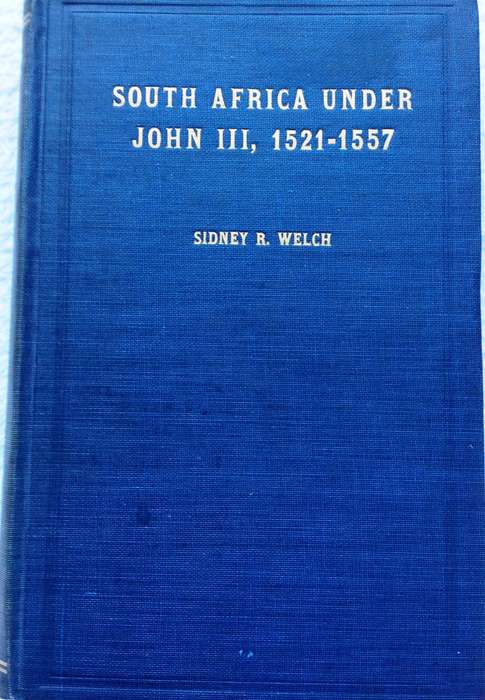 SOUTH AFRICA UNDER
JOHN III, 1521-1557
SIDNEY R. WELCH